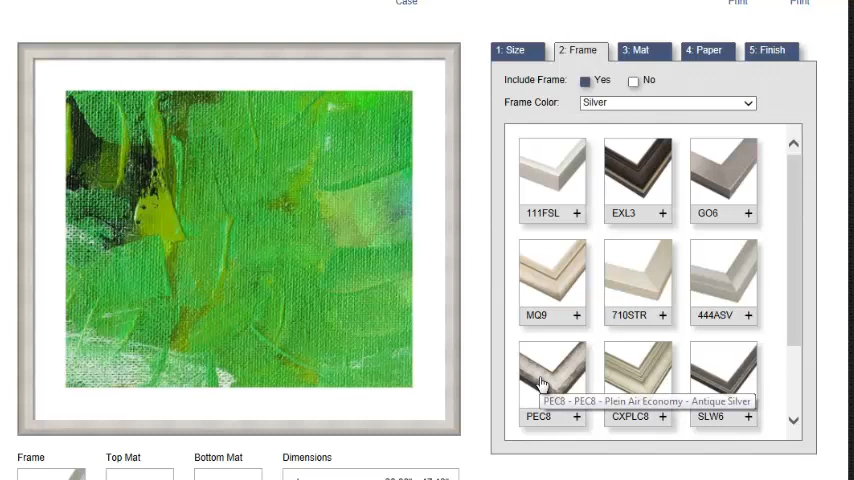 Case
Print Print
1: Size 2: Frame 3: Mat 4: Paper 5: Finish
Include Frame: Yes No
Frame Color: Silver
111FSL + EXL3 + GO6 +
MQ9 + 710STR + 444ASV +
PEC8 - PEC8 - Plein Air Economy - Antique Silver
PEC8 + CXPLC8 + SLW6 +
Frame Top Mat Bottom Mat Dimensions